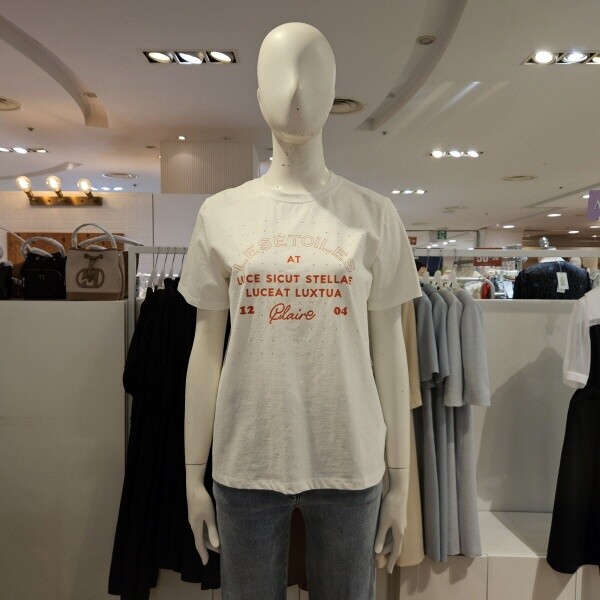 LESÉTOILES
AT
LUCE SICUT STELLAE
LUCEAT LUXTUA
12 Claire 04